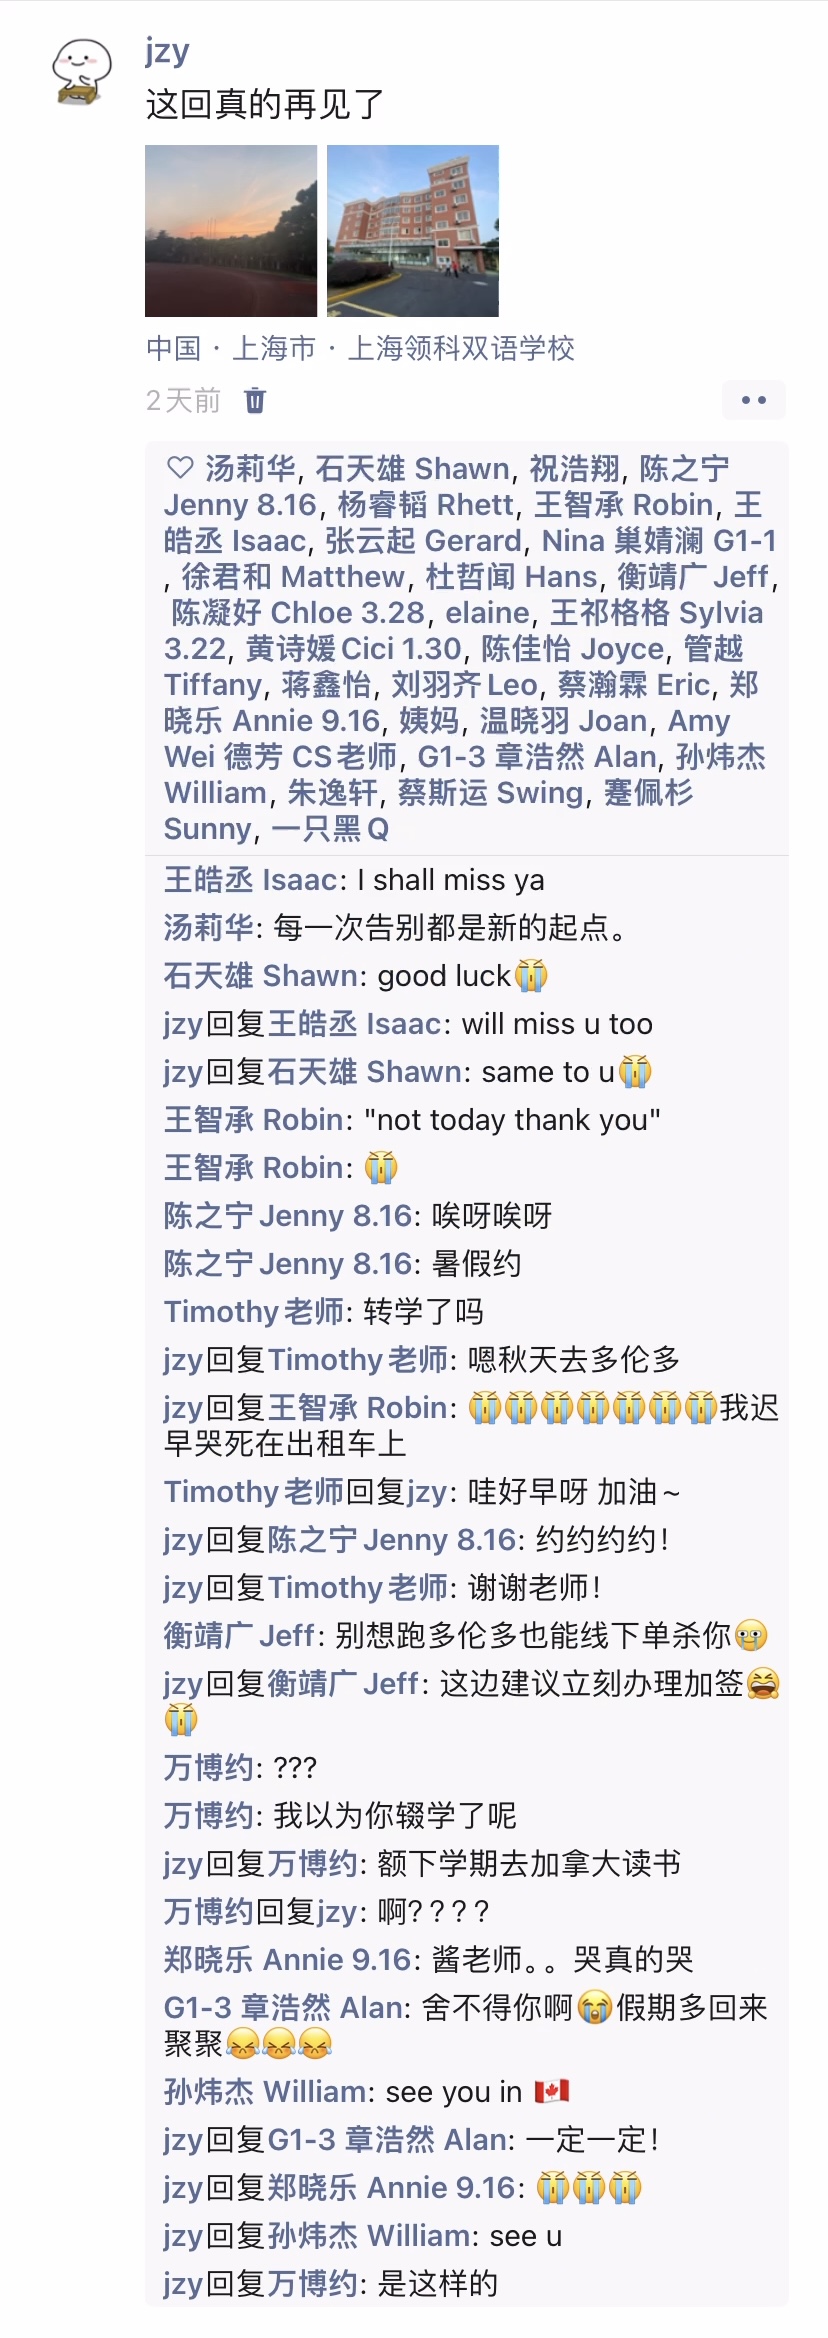 jzy
这回真的再见了
中国 · 上海市 · 上海领科双语学校
2天前
汤莉华, 石天雄 Shawn, 祝浩翔, 陈之宁
Jenny 8.16, 杨睿韬 Rhett, 王智承 Robin, 王
皓丞 Isaac, 张云起 Gerard, Nina 巢婧澜 G1-1
, 徐君和 Matthew, 杜哲闻 Hans, 衡靖广 Jeff,
陈凝好 Chloe 3.28, elaine, 王祁格格 Sylvia
3.22, 黄诗媛 Cici 1.30, 陈佳怡 Joyce, 管越
Tiffany, 蒋鑫怡, 刘羽齐 Leo, 蔡瀚霖 Eric, 郑
晓乐 Annie 9.16, 姨妈, 温晓羽 Joan, Amy
Wei 德芳 CS老师, G1-3 章浩然 Alan, 孙炜杰
William, 朱逸轩, 蔡斯运 Swing, 蹇佩杉
Sunny, 一只黑Q
王皓丞 Isaac: I shall miss ya
汤莉华: 每一次告别都是新的起点。
石天雄 Shawn: good luck😭
jzy回复王皓丞 Isaac: will miss u too
jzy回复石天雄 Shawn: same to u😭
王智承 Robin: "not today thank you"
王智承 Robin: 😭
陈之宁 Jenny 8.16: 唉呀唉呀
陈之宁 Jenny 8.16: 暑假约
Timothy老师: 转学了吗
jzy回复Timothy老师: 嗯秋天去多伦多
jzy回复王智承 Robin: 😭😭😭😭😭😭😭我迟
早哭死在出租车上
Timothy老师回复jzy: 哇好早呀 加油~
jzy回复陈之宁 Jenny 8.16: 约约约约！
jzy回复Timothy老师: 谢谢老师！
衡靖广 Jeff: 别想跑多伦多也能线下单杀你🥹
jzy回复衡靖广 Jeff: 这边建议立刻办理加签😫
😭
万博约: ???
万博约: 我以为你辍学了呢
jzy回复万博约: 额下学期去加拿大读书
万博约回复jzy: 啊？？？？
郑晓乐 Annie 9.16: 酱老师。。哭真的哭
G1-3 章浩然 Alan: 舍不得你啊😭假期多回来
聚聚😹😹😹
孙炜杰 William: see you in 🇨🇦
jzy回复G1-3 章浩然 Alan: 一定一定！
jzy回复郑晓乐 Annie 9.16: 😭😭😭
jzy回复孙炜杰 William: see u
jzy回复万博约: 是这样的